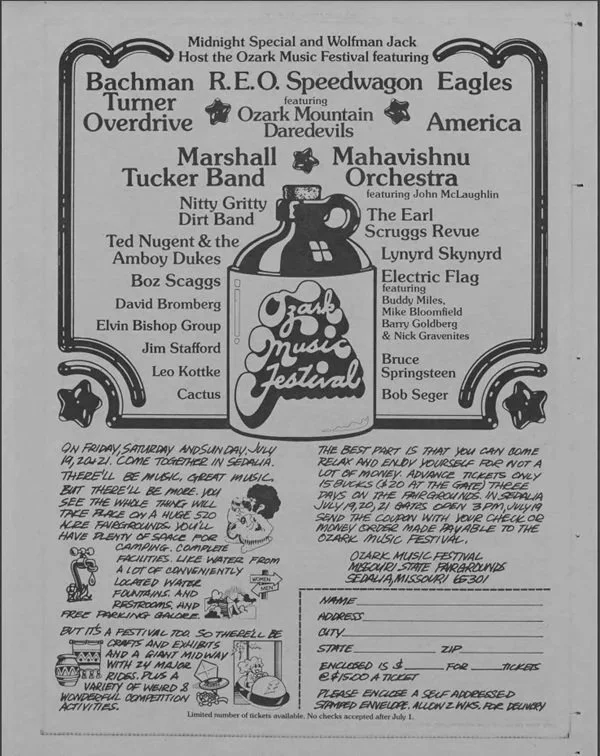 Midnight Special and Wolfman Jack
Host the Ozark Music Festival featuring
Bachman Turner Overdrive
R.E.O. Speedwagon
Eagles
featuring
Ozark Mountain
Daredevils
America
Marshall
Tucker Band
Mahavishnu
Orchestra
featuring John McLaughlin
Nitty Gritty
Dirt Band
Ted Nugent & the
Amboy Dukes
Boz Scaggs
David Bromberg
Elvin Bishop Group
Jim Stafford
Leo Kottke
Cactus
The Earl
Scruggs Revue
Lynyrd Skynyrd
Electric Flag
featuring
Buddy Miles,
Mike Bloomfield
Barry Goldberg
& Nick Gravenites
Bruce
Springsteen
Bob Seger
Ozark
Music
Festival
ON FRIDAY, SATURDAY AND SUNDAY, JULY
19, 20 & 21. COME TOGETHER IN SEDALIA.
THERE'LL BE MUSIC, GREAT MUSIC.
BUT THERE'LL BE MORE. YOU
SEE THE WHOLE THING WILL
TAKE PLACE ON A HUGE 520
ACRE FAIRGROUNDS. YOU'LL
HAVE PLENTY OF SPACE FOR
CAMPING. COMPLETE
FACILITIES. LIKE WATER FROM
A LOT OF CONVENIENTLY
LOCATED WATER
FOUNTAINS. AND
RESTROOMS, AND
FREE PARKING GALORE.
WOMEN
MEN
BUT IT'S A FESTIVAL TOO. SO THERE'LL BE
CRAFTS AND EXHIBITS
AND A GIANT MIDWAY
WITH 24 MAJOR
RIDES. PLUS A
VARIETY OF WEIRD &
WONDERFUL COMPETITION
ACTIVITIES.
THE BEST PART IS THAT YOU CAN COME
RELAX AND ENJOY YOURSELF FOR NOT A
LOT OF MONEY. ADVANCE TICKETS ONLY
15 BUCKS ($20 AT THE GATE) THREE
DAYS ON THE FAIRGROUNDS. IN SEDALIA
JULY 19, 20, 21 GATES OPEN 3 PM, JULY 19
SEND THE COUPON WITH YOUR CHECK OR
MONEY ORDER MADE PAYABLE TO THE
OZARK MUSIC FESTIVAL.
OZARK MUSIC FESTIVAL
MISSOURI STATE FAIRGROUNDS
SEDALIA, MISSOURI 65301
NAME
ADDRESS
CITY
STATE ZIP
ENCLOSED IS $ FOR TICKETS
@ $15.00 A TICKET
PLEASE ENCLOSE A SELF ADDRESSED
STAMPED ENVELOPE. ALLOW 2 WKS. FOR DELIVERY
Limited number of tickets available. No checks accepted after July 1.